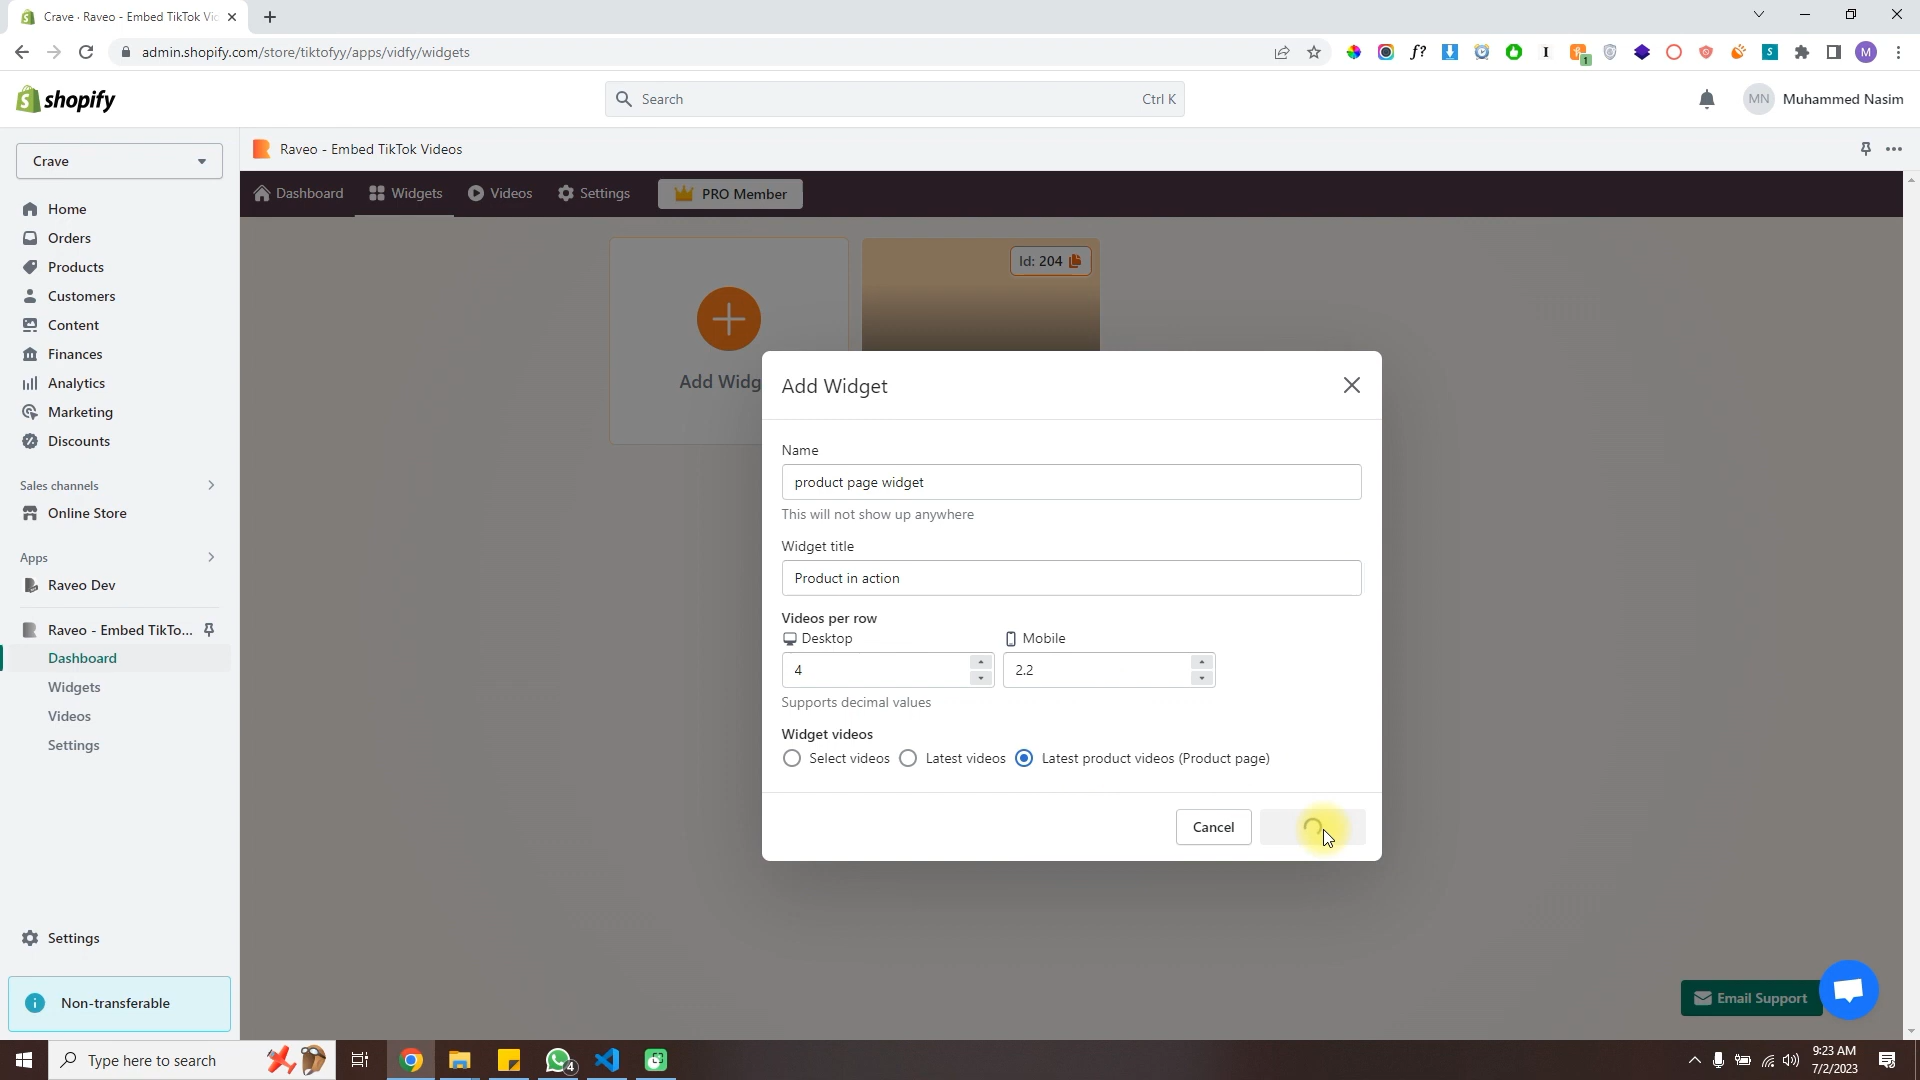 Crave · Raveo - Embed TikTok Vi
admin.shopify.com/store/tiktofyy/apps/vidfy/widgets
shopify
Search
Ctrl K
MN
Muhammed Nasim
Crave
Raveo - Embed TikTok Videos
Dashboard
Widgets
Videos
Settings
PRO Member
Home
Orders
Products
Customers
Content
Finances
Analytics
Marketing
Discounts
Sales channels
Online Store
Apps
Raveo Dev
Raveo - Embed TikTo...
Dashboard
Widgets
Videos
Settings
Settings
Non-transferable
Id: 204
Add Widg
Add Widget
Name
product page widget
This will not show up anywhere
Widget title
Product in action
Videos per row
Desktop
Mobile
4
2.2
Supports decimal values
Widget videos
Select videos
Latest videos
Latest product videos (Product page)
Cancel
Email Support
Type here to search
4
9:23 AM
7/2/2023
f?
1
I
S
M